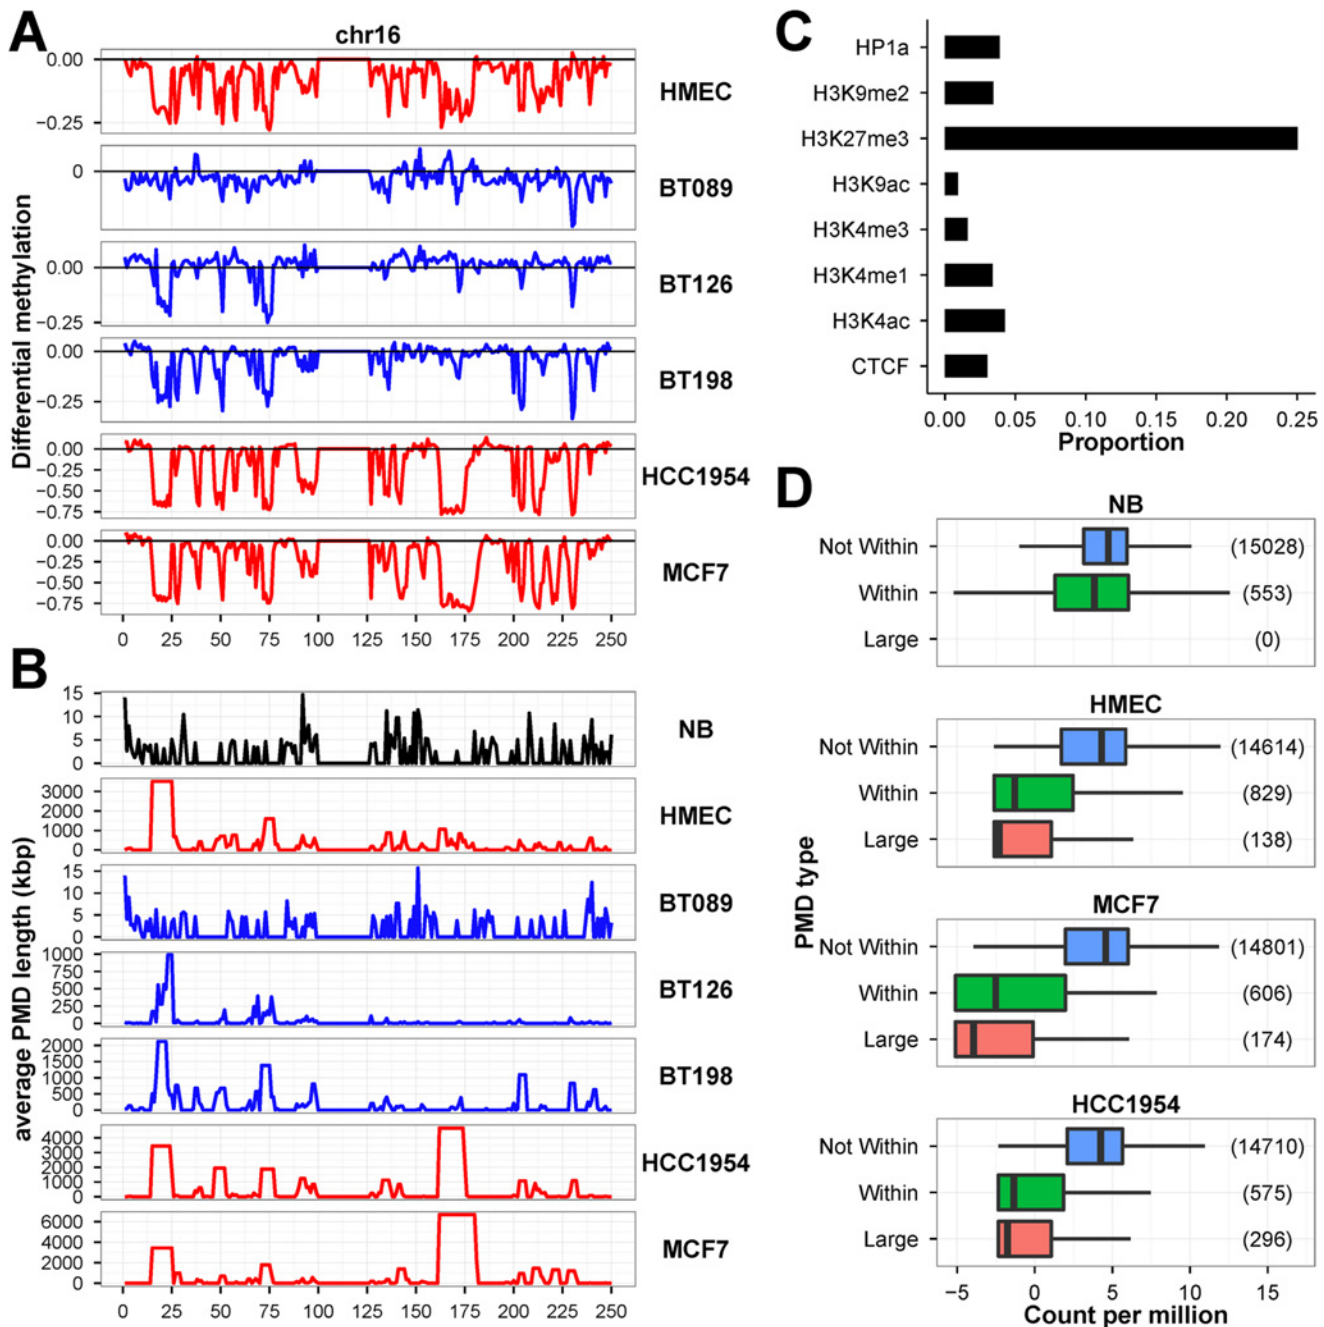 A
chr16
Differential methylation
0.00
−0.25
HMEC
0
BT089
0.00
−0.25
BT126
0.00
−0.25
BT198
0.00
−0.25
−0.50
−0.75
HCC1954
0.00
−0.25
−0.50
−0.75
MCF7
0 25 50 75 100 125 150 175 200 225 250
B
average PMD length (kbp)
15
10
5
0
NB
3000
2000
1000
0
HMEC
15
10
5
0
BT089
1000
750
500
250
0
BT126
2000
1500
1000
500
0
BT198
4000
3000
2000
1000
0
HCC1954
6000
4000
2000
0
MCF7
0 25 50 75 100 125 150 175 200 225 250
C
HP1a
H3K9me2
H3K27me3
H3K9ac
H3K4me3
H3K4me1
H3K4ac
CTCF
0.00 0.05 0.10 0.15 0.20 0.25
Proportion
D
PMD type
NB
Not Within (15028)
Within (553)
Large (0)
HMEC
Not Within (14614)
Within (829)
Large (138)
MCF7
Not Within (14801)
Within (606)
Large (174)
HCC1954
Not Within (14710)
Within (575)
Large (296)
−5 0 5 10 15
Count per million